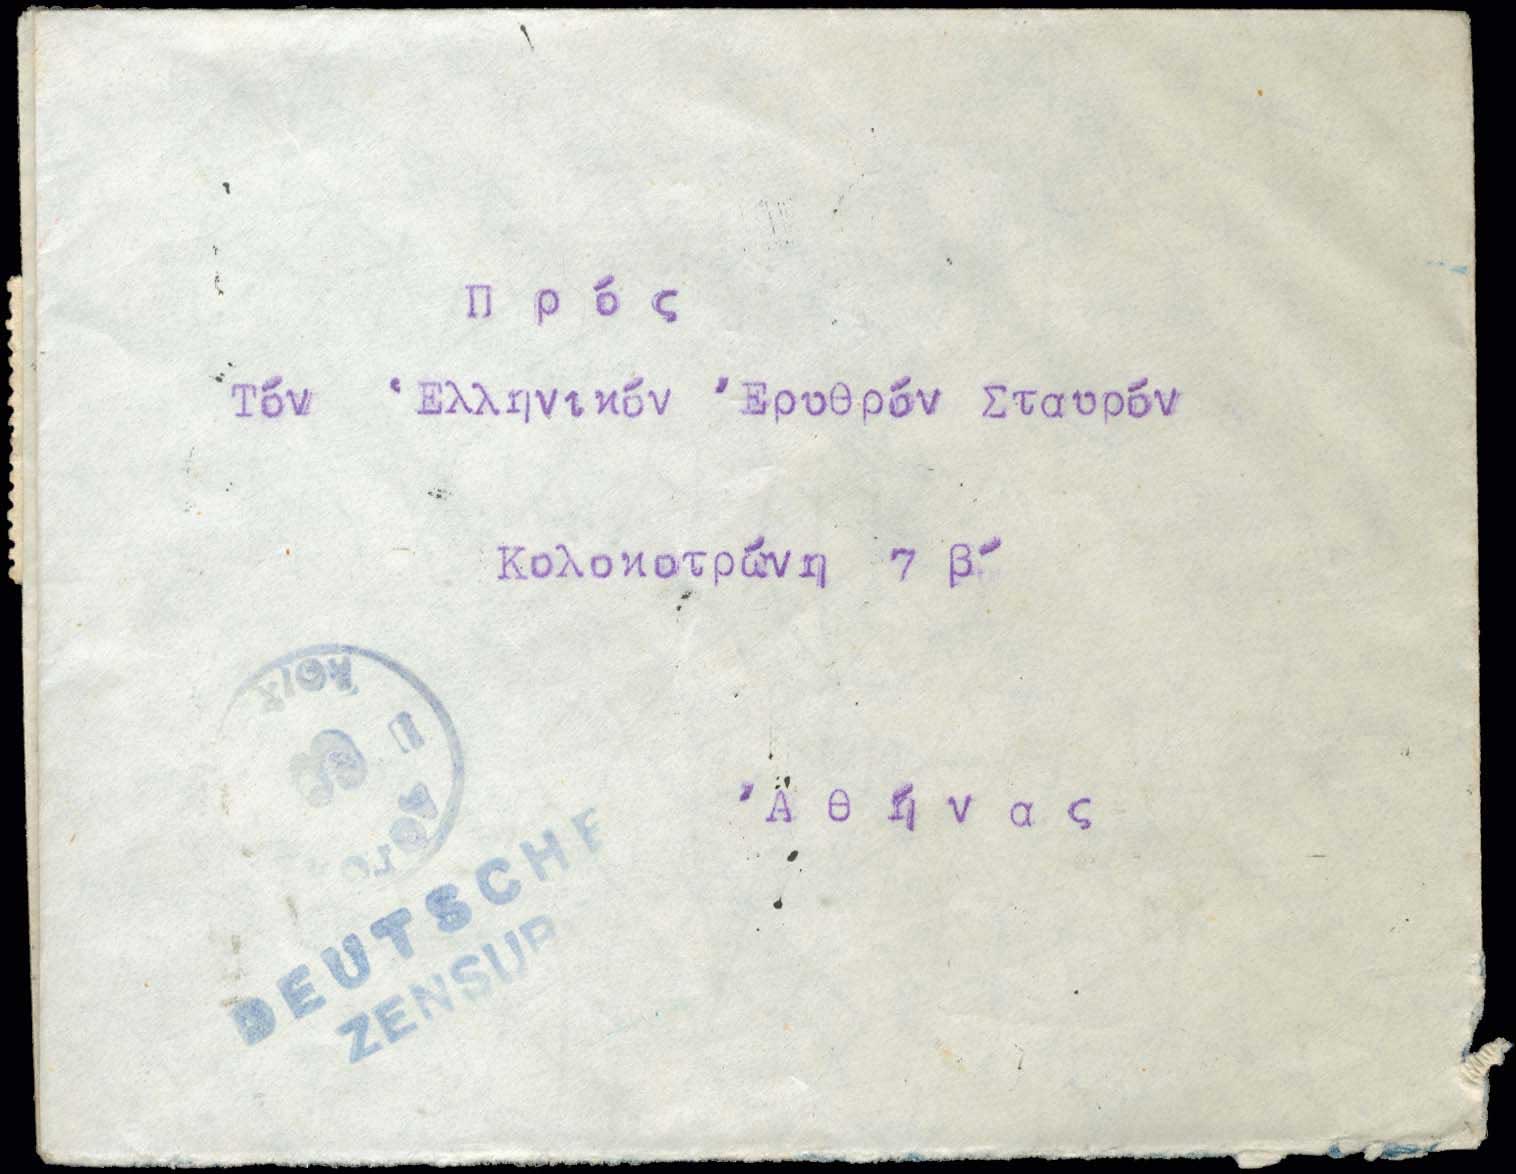 Πρός
Τόν Ἑλληνικόν Ἐρυθρόν Σταυρόν
Κολοκοτρώνη 7 β΄
Ἀθήνας
DEUTSCHE
ZENSUR